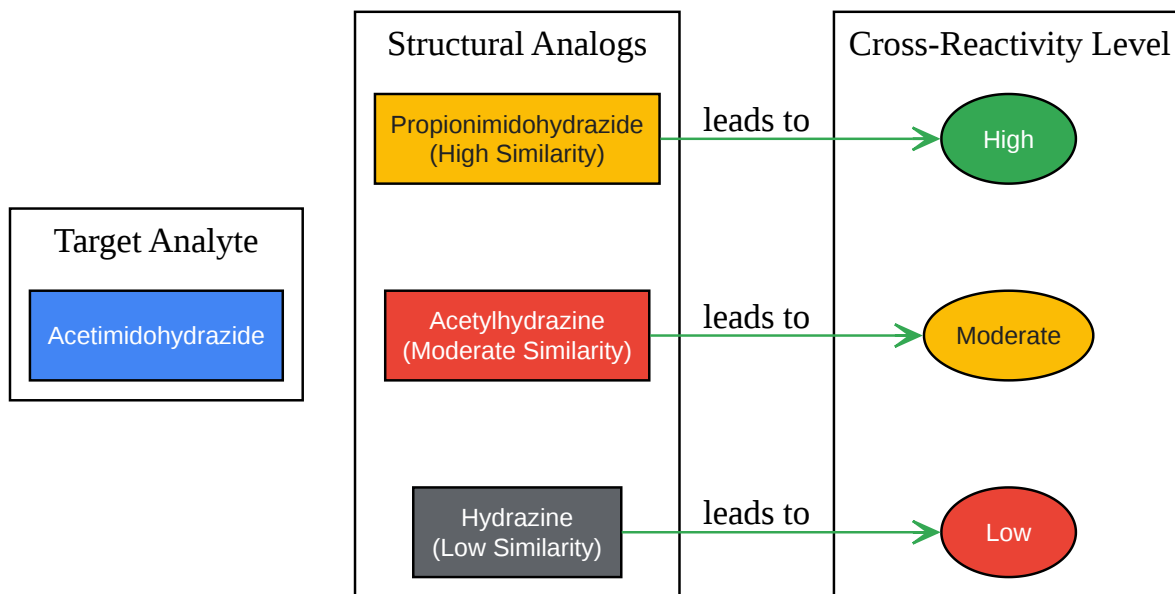 Target Analyte
Acetimidohydrazide
Structural Analogs
Propionimidohydrazide
(High Similarity)
Acetylhydrazine
(Moderate Similarity)
Hydrazine
(Low Similarity)
leads to
leads to
leads to
Cross-Reactivity Level
High
Moderate
Low